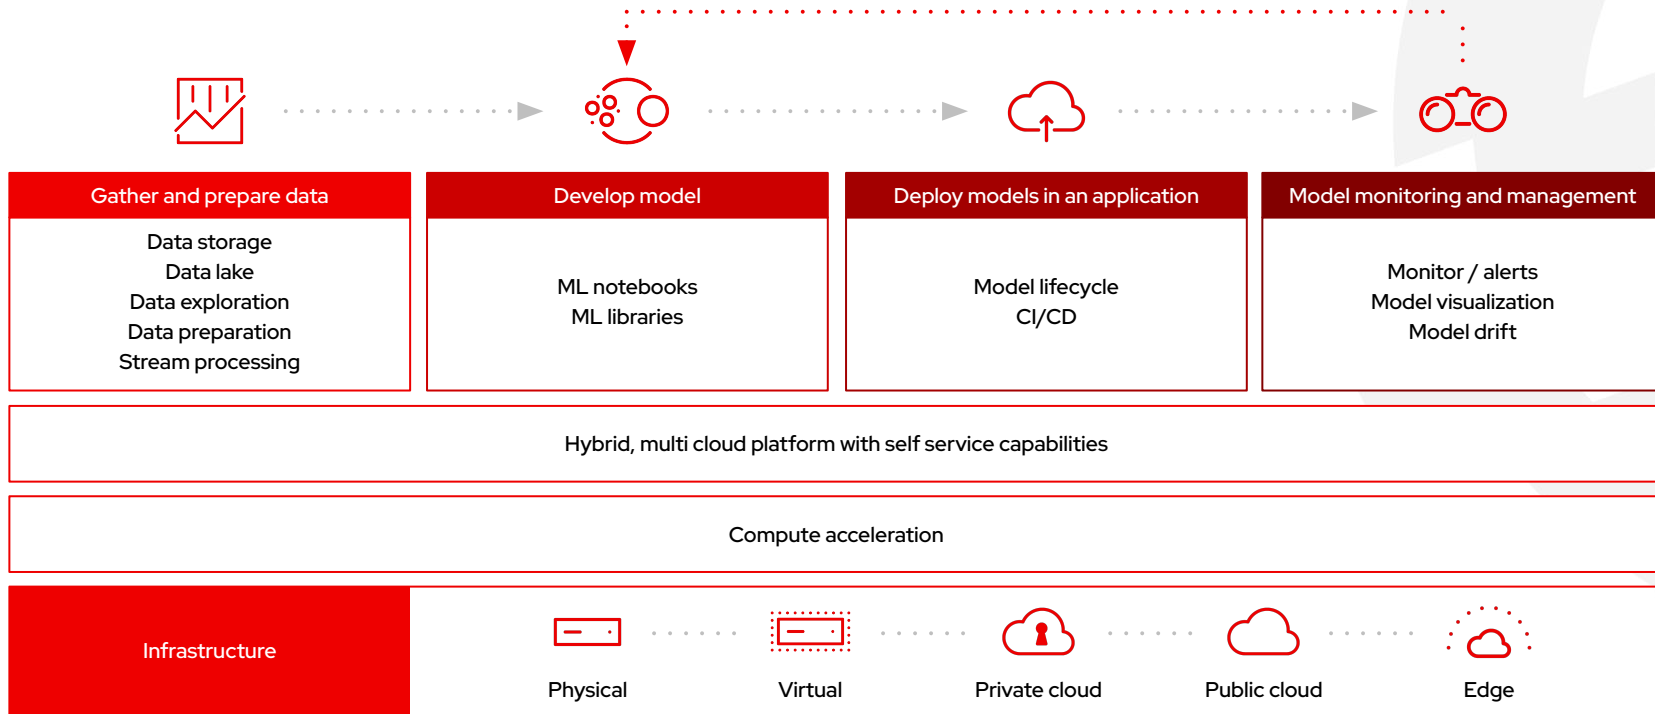 Gather and prepare data
Data storage
Data lake
Data exploration
Data preparation
Stream processing
Develop model
ML notebooks
ML libraries
Deploy models in an application
Model lifecycle
CI/CD
Model monitoring and management
Monitor / alerts
Model visualization
Model drift
Hybrid, multi cloud platform with self service capabilities
Compute acceleration
Infrastructure
Physical
Virtual
Private cloud
Public cloud
Edge